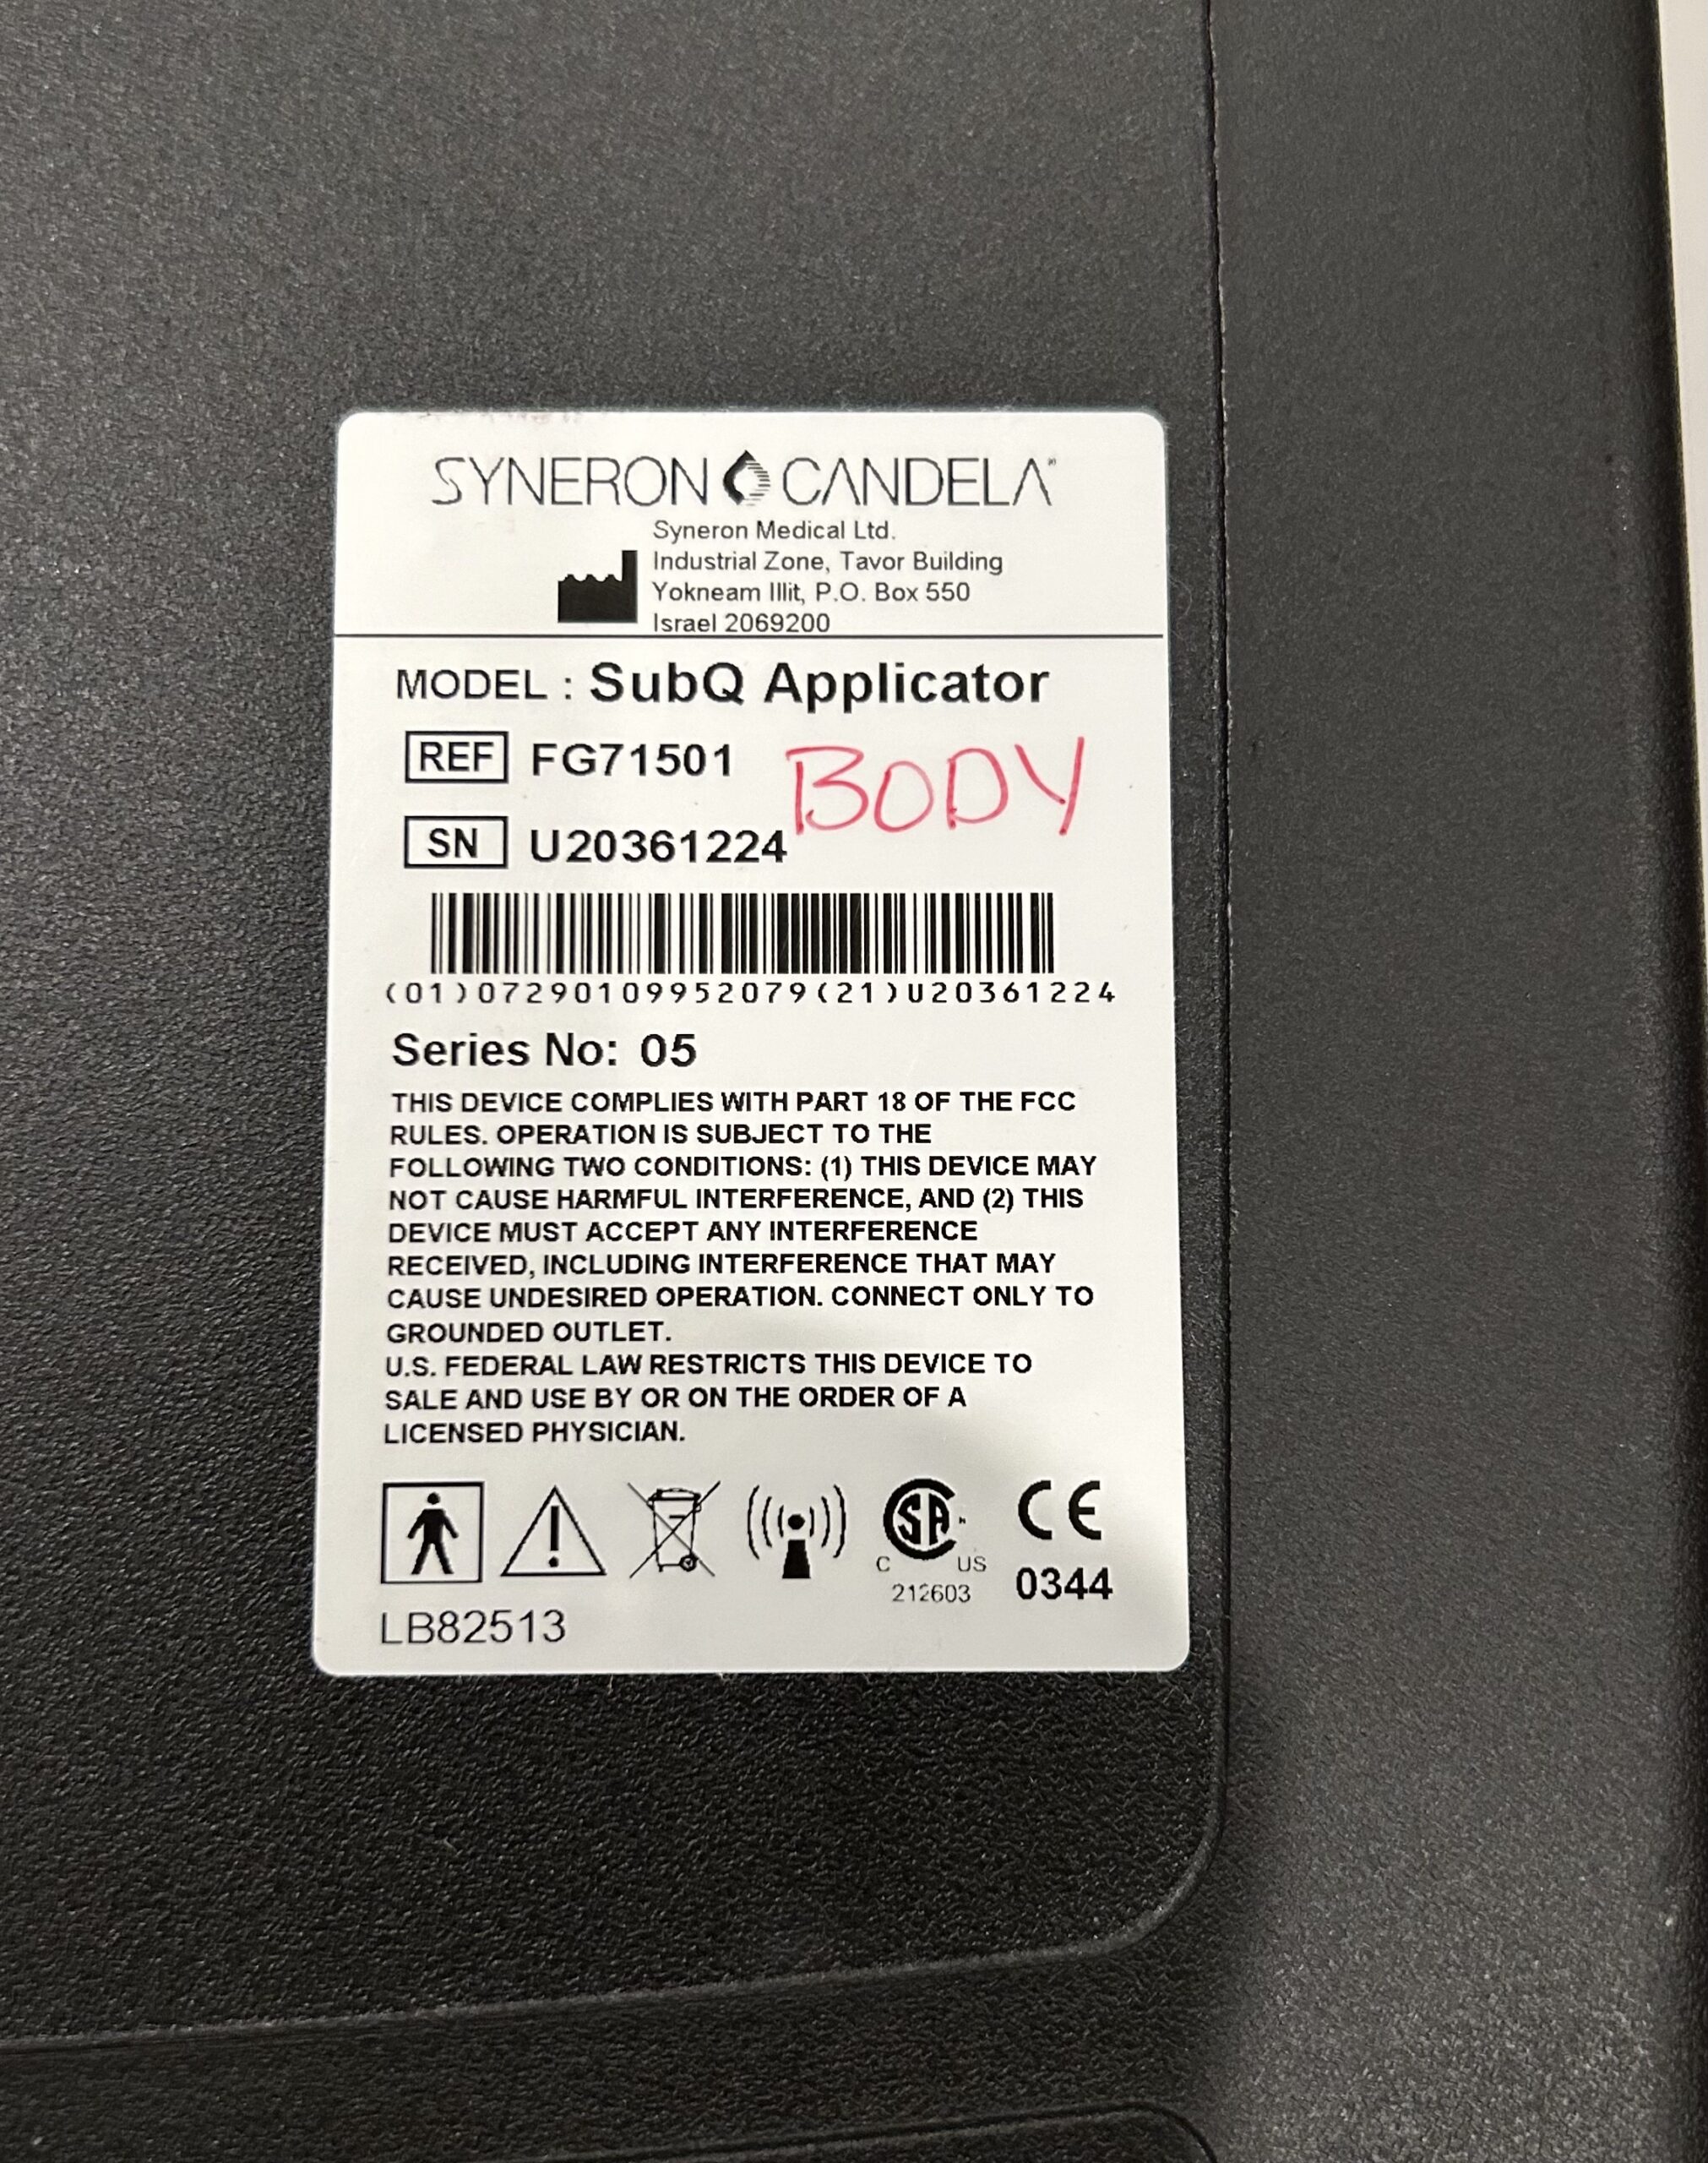 SYNERON CANDELA®
Syneron Medical Ltd.
Industrial Zone, Tavor Building
Yokneam Illit, P.O. Box 550
Israel 2069200
MODEL : SubQ Applicator
REF FG71501
BODY
SN U20361224
(01)07290109952079(21)U20361224
Series No: 05
THIS DEVICE COMPLIES WITH PART 18 OF THE FCC
RULES. OPERATION IS SUBJECT TO THE
FOLLOWING TWO CONDITIONS: (1) THIS DEVICE MAY
NOT CAUSE HARMFUL INTERFERENCE, AND (2) THIS
DEVICE MUST ACCEPT ANY INTERFERENCE
RECEIVED, INCLUDING INTERFERENCE THAT MAY
CAUSE UNDESIRED OPERATION. CONNECT ONLY TO
GROUNDED OUTLET.
U.S. FEDERAL LAW RESTRICTS THIS DEVICE TO
SALE AND USE BY OR ON THE ORDER OF A
LICENSED PHYSICIAN.
SA
C US
212603
CE
0344
LB82513